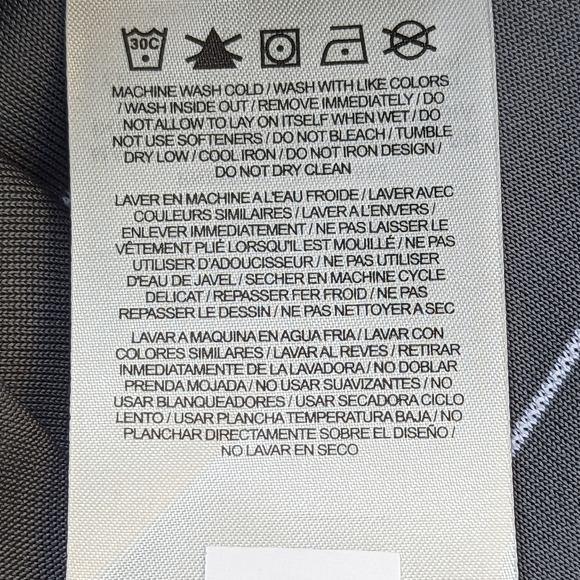 30C
MACHINE WASH COLD / WASH WITH LIKE COLORS
/ WASH INSIDE OUT / REMOVE IMMEDIATELY / DO
NOT ALLOW TO LAY ON ITSELF WHEN WET / DO
NOT USE SOFTENERS / DO NOT BLEACH / TUMBLE
DRY LOW / COOL IRON / DO NOT IRON DESIGN /
DO NOT DRY CLEAN
LAVER EN MACHINE A L'EAU FROIDE / LAVER AVEC
COULEURS SIMILAIRES / LAVER A L'ENVERS /
ENLEVER IMMÉDIATEMENT / NE PAS LAISSER LE
VÊTEMENT PLIÉ LORSQU'IL EST MOUILLÉ / NE PAS
UTILISER D'ADOUCISSEUR / NE PAS UTILISER
D'EAU DE JAVEL / SECHER EN MACHINE CYCLE
DELICAT / REPASSER FER FROID / NE PAS
REPASSER LE DESSIN / NE PAS NETTOYER A SEC
LAVAR A MAQUINA EN AGUA FRIA / LAVAR CON
COLORES SIMILARES / LAVAR AL REVES / RETIRAR
INMEDIATAMENTE DE LA LAVADORA / NO DOBLAR
PRENDA MOJADA / NO USAR SUAVIZANTES / NO
USAR BLANQUEADORES / USAR SECADORA CICLO
LENTO / USAR PLANCHA TEMPERATURA BAJA / NO
PLANCHAR DIRECTAMENTE SOBRE EL DISEÑO /
NO LAVAR EN SECO